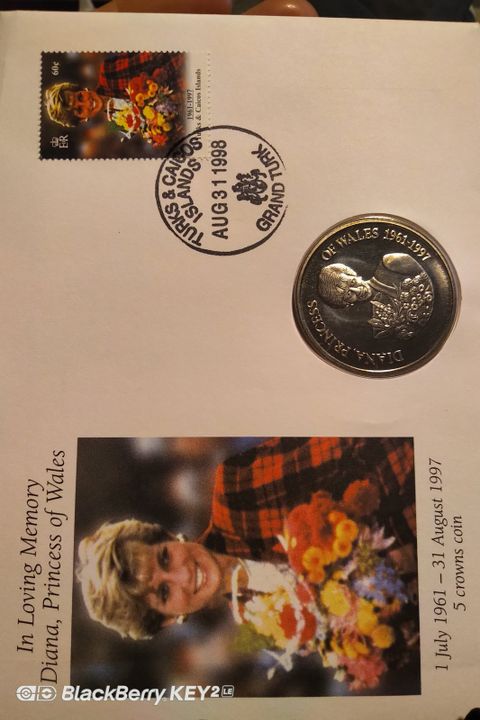 60c
E II R
1961-1997
Turks & Caicos Islands
TURKS & CAICOS
ISLANDS
AUG 31 1998
GRAND TURK
DIANA, PRINCESS OF WALES 1961-1997
In Loving Memory
Diana, Princess of Wales
1 July 1961 – 31 August 1997
5 crowns coin
BlackBerry KEY2 LE